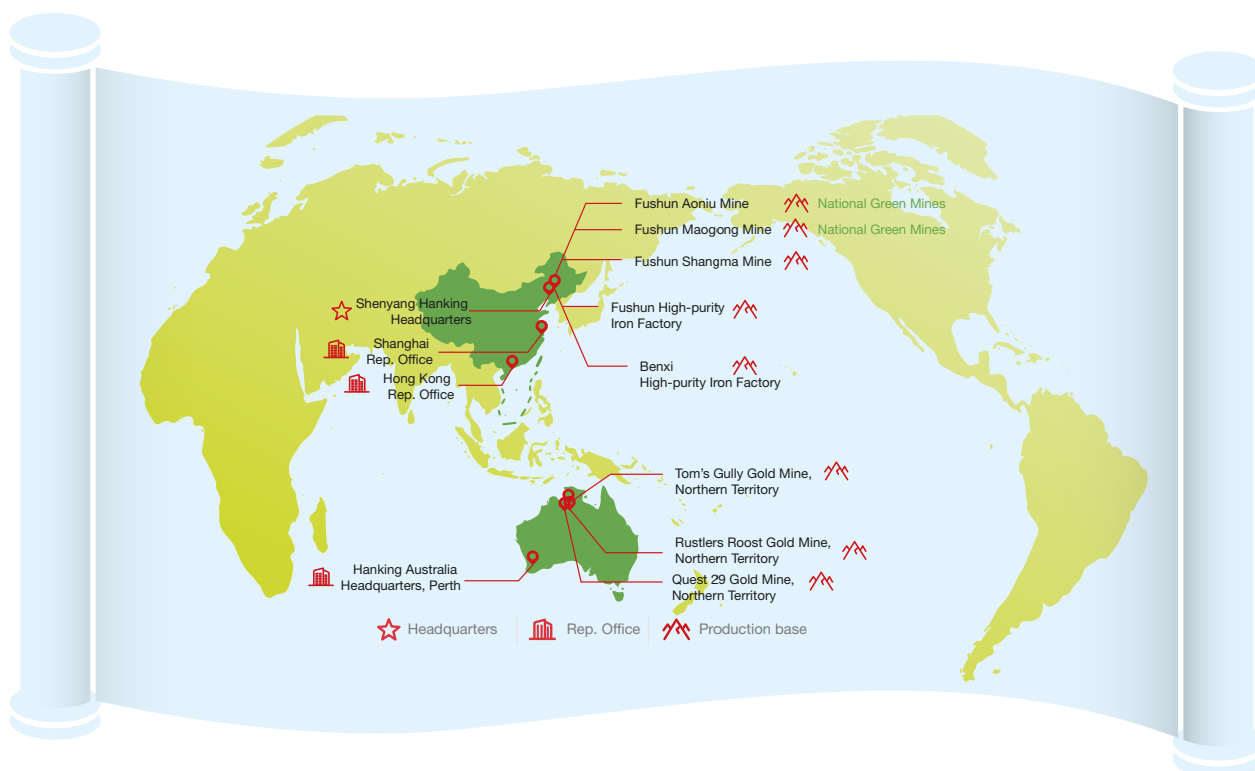 Fushun Aoniu Mine
National Green Mines
Fushun Maogong Mine
National Green Mines
Fushun Shangma Mine
Shenyang Hanking
Headquarters
Fushun High-purity
Iron Factory
Shanghai
Rep. Office
Hong Kong
Rep. Office
Benxi
High-purity Iron Factory
Tom's Gully Gold Mine,
Northern Territory
Rustlers Roost Gold Mine,
Northern Territory
Hanking Australia
Headquarters, Perth
Quest 29 Gold Mine,
Northern Territory
Headquarters
Rep. Office
Production base